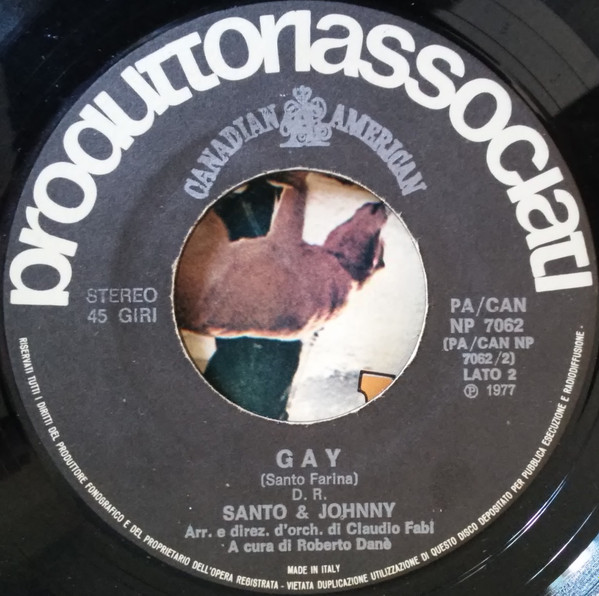 produttoriassociati
CANADIAN AMERICAN
STEREO
45 GIRI
PA/CAN
NP 7062
(PA/CAN NP
7062/2)
LATO 2
Ⓟ 1977
GAY
(Santo Farina)
D. R.
SANTO & JOHNNY
Arr. e direz. d'orch. di Claudio Fabi
A cura di Roberto Danè
MADE IN ITALY
RISERVATI TUTTI I DIRITTI DEL PRODUTTORE FONOGRAFICO E DEL PROPRIETARIO DELL'OPERA REGISTRATA - VIETATA DUPLICAZIONE UTILIZZAZIONE DI QUESTO DISCO DEPOSITATO PER PUBBLICA ESECUZIONE E RADIODIFFUSIONE -